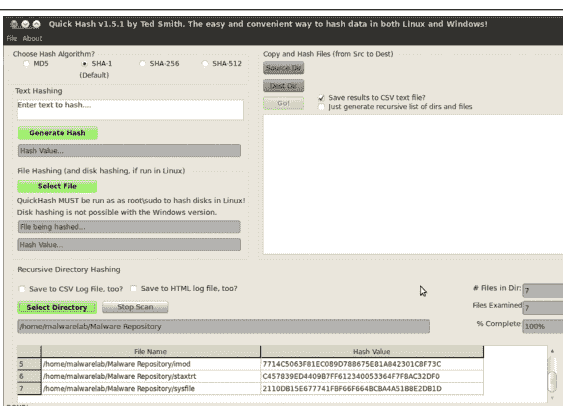 Quick Hash v1.5.1 by Ted Smith. The easy and convenient way to hash data in both Linux and Windows!
File About
Choose Hash Algorithm?
MD5 SHA-1 SHA-256 SHA-512
(Default)
Text Hashing
Enter text to hash....
Generate Hash
Hash Value...
File Hashing (and disk hashing, if run in Linux)
Select File
QuickHash MUST be run as as root\sudo to hash disks in Linux!
Disk hashing is not possible with the Windows version.
File being hashed...
Hash Value...
Copy and Hash Files (from Src to Dest)
Source Dir
Dest Dir
Go!
Save results to CSV text file?
Just generate recursive list of dirs and files
Recursive Directory Hashing
Save to CSV Log File, too? Save to HTML log file, too?
Select Directory Stop Scan
/home/malwarelab/Malware Repository
# Files in Dir: 7
Files Examined 7
% Complete 100%
File Name Hash Value
5 /home/malwarelab/Malware Repository/imod 7714C5063F81EC089D788675E81A842301C8F73C
6 /home/malwarelab/Malware Repository/staxtrt C457839ED4409B7FF612340053364F7F8AC32DF0
7 /home/malwarelab/Malware Repository/sysfile 2110DB15E677741FBF66F664BCBA4A51B8E2DB1D